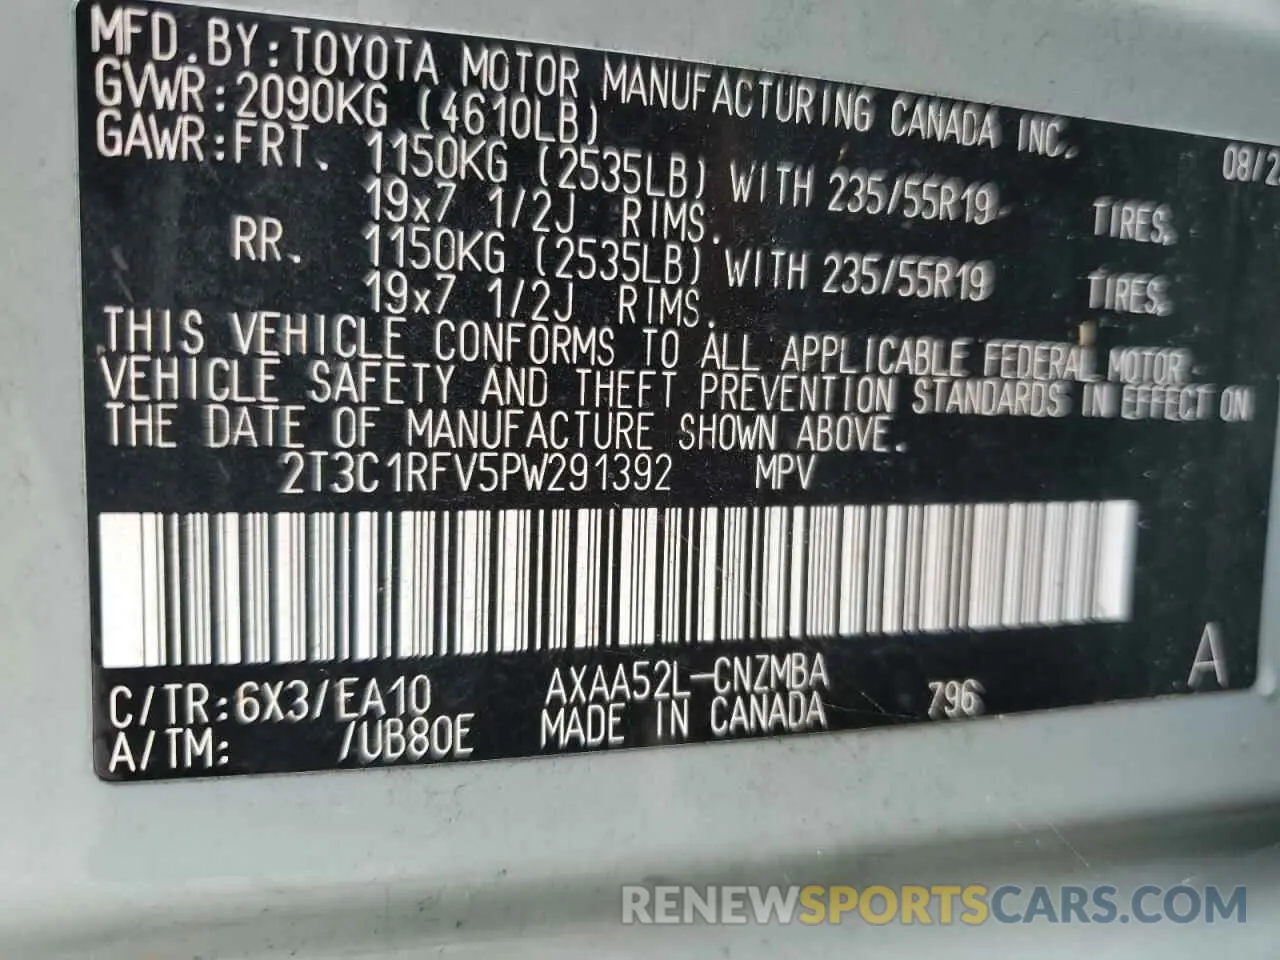 MFD.BY:TOYOTA MOTOR MANUFACTURING CANADA INC.
GVWR:2090KG (4610LB) 08/2
GAWR:FRT. 1150KG (2535LB) WITH 235/55R19 TIRES,
19x7 1/2J RIMS.
RR. 1150KG (2535LB) WITH 235/55R19 TIRES,
19x7 1/2J RIMS.
THIS VEHICLE CONFORMS TO ALL APPLICABLE FEDERAL MOTOR
VEHICLE SAFETY AND THEFT PREVENTION STANDARDS IN EFFECT ON
THE DATE OF MANUFACTURE SHOWN ABOVE.
2T3C1RFV5PW291392 MPV
C/TR:6X3/EA10 AXAA52L-CNZMBA A
A/TM: /UB80E MADE IN CANADA 796
RENEWSPORTSCARS.COM